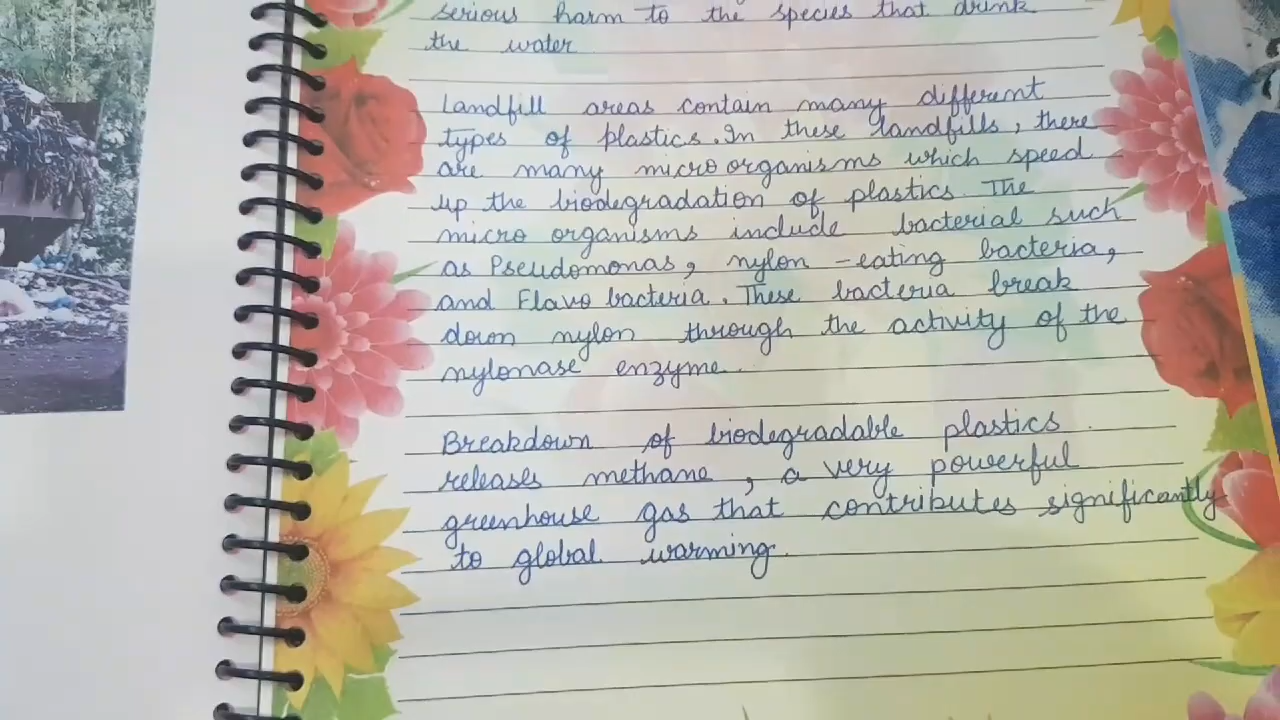 serious harm to the species that drink
the water
Landfill areas contain many different
types of plastics. In these landfills, there
are many micro organisms which speed
up the biodegradation of plastics. The
micro organisms include bacterial such
as Pseudomonas, nylon -eating bacteria,
and Flavo bacteria. These bacteria break
down nylon through the activity of the
nylonase enzyme.
Breakdown of biodegradable plastics
releases methane, a very powerful
greenhouse gas that contributes significantly
to global warming.